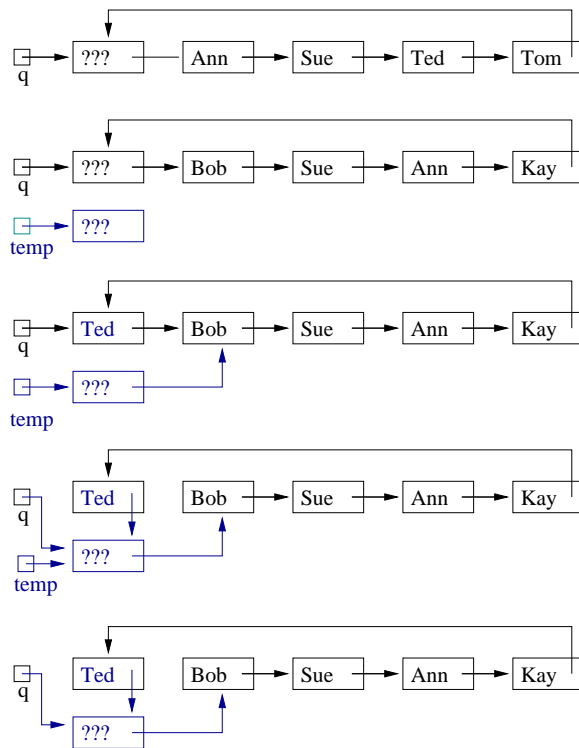 ??? Ann Sue Ted Tom
q
??? Bob Sue Ann Kay
q
???
temp
Ted Bob Sue Ann Kay
q
???
temp
Ted Bob Sue Ann Kay
q
???
temp
Ted Bob Sue Ann Kay
q
???